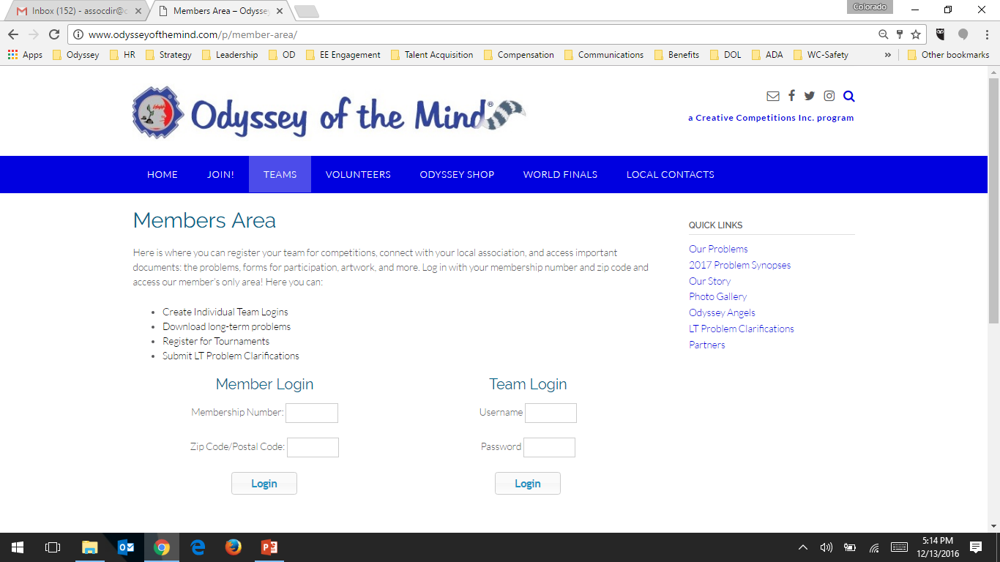 Colorado
Inbox (152) - assocdir@c
Members Area – Odyssey
www.odysseyofthemind.com/p/member-area/
Apps Odyssey HR Strategy Leadership OD EE Engagement Talent Acquisition Compensation Communications Benefits DOL ADA WC-Safety » Other bookmarks
Odyssey of the Mind®
a Creative Competitions Inc. program
HOME JOIN! TEAMS VOLUNTEERS ODYSSEY SHOP WORLD FINALS LOCAL CONTACTS
Members Area
Here is where you can register your team for competitions, connect with your local association, and access important
documents: the problems, forms for participation, artwork, and more. Log in with your membership number and zip code and
access our member's only area! Here you can:
• Create Individual Team Logins
• Download long-term problems
• Register for Tournaments
• Submit LT Problem Clarifications
Member Login
Membership Number:
Zip Code/Postal Code:
Login
Team Login
Username
Password
Login
QUICK LINKS
Our Problems
2017 Problem Synopses
Our Story
Photo Gallery
Odyssey Angels
LT Problem Clarifications
Partners
5:14 PM
12/13/2016